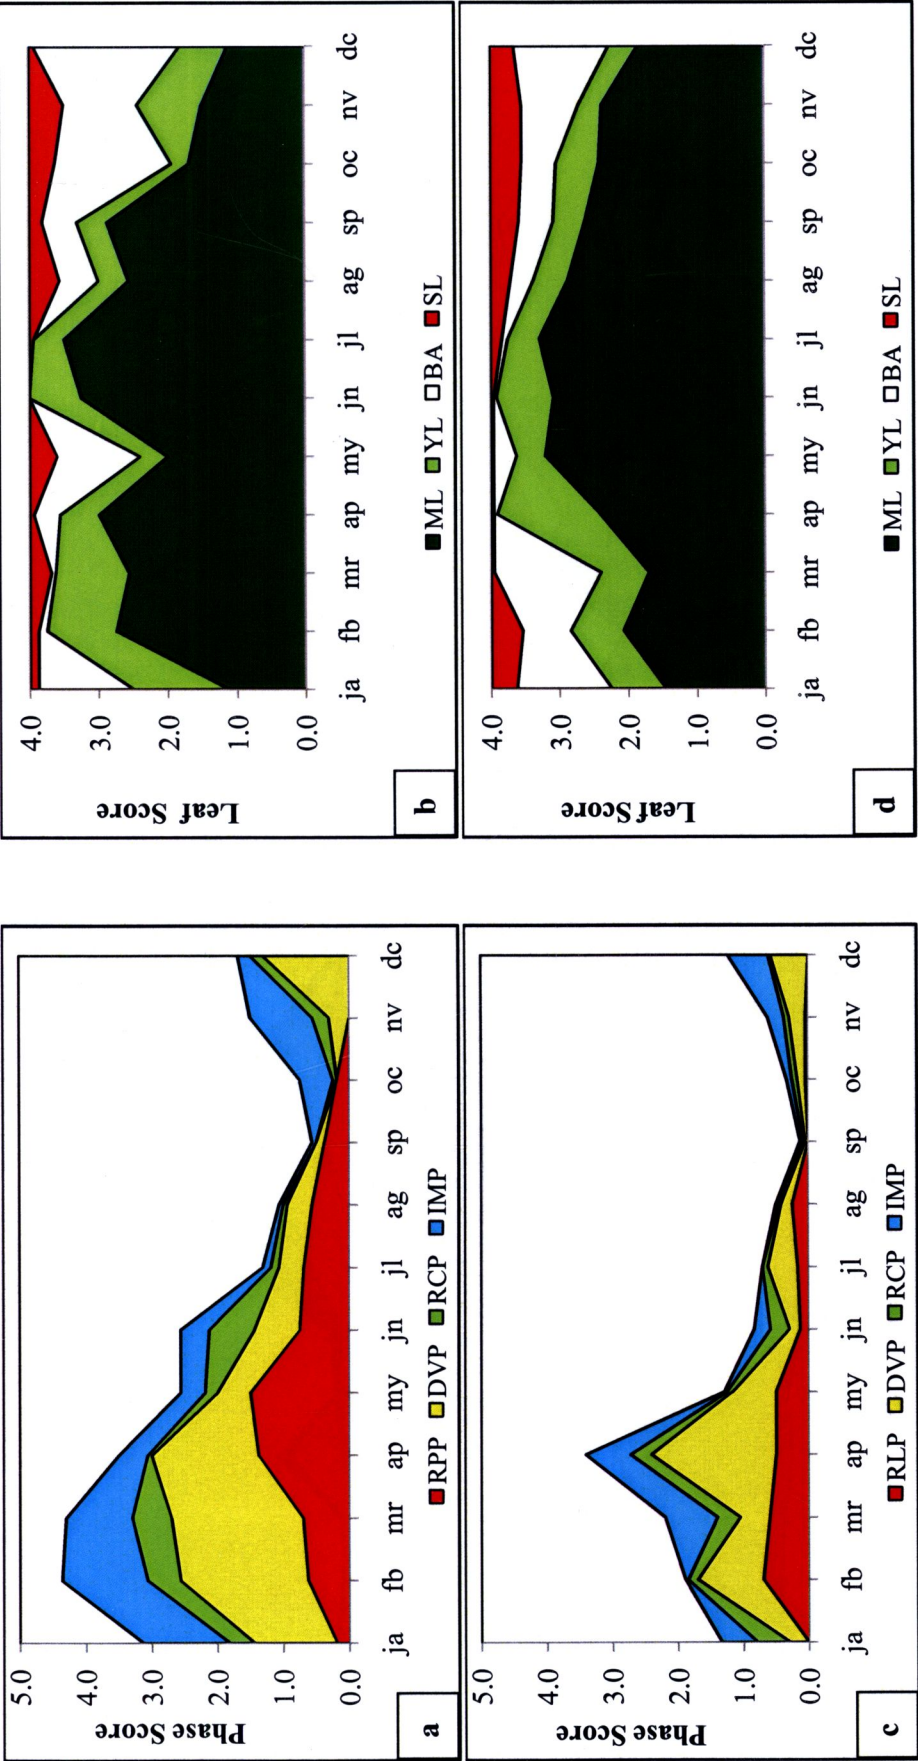 5.0
4.0
3.0
2.0
1.0
0.0
Phase Score
ja fb mr ap my jn jl ag sp oc nv dc
RPP DVP RCP IMP
a
4.0
3.0
2.0
1.0
0.0
Leaf Score
ja fb mr ap my jn jl ag sp oc nv dc
ML YL BA SL
b
5.0
4.0
3.0
2.0
1.0
0.0
Phase Score
ja fb mr ap my jn jl ag sp oc nv dc
RLP DVP RCP IMP
c
4.0
3.0
2.0
1.0
0.0
Leaf Score
ja fb mr ap my jn jl ag sp oc nv dc
ML YL BA SL
d